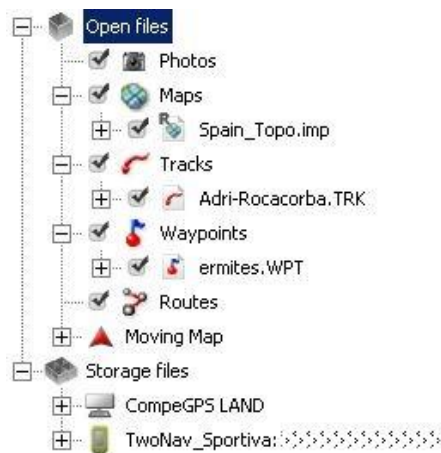 Open files
Photos
Maps
Spain_Topo.imp
Tracks
Adri-Rocacorba.TRK
Waypoints
ermites.WPT
Routes
Moving Map
Storage files
CompeGPS LAND
TwoNav_Sportiva: